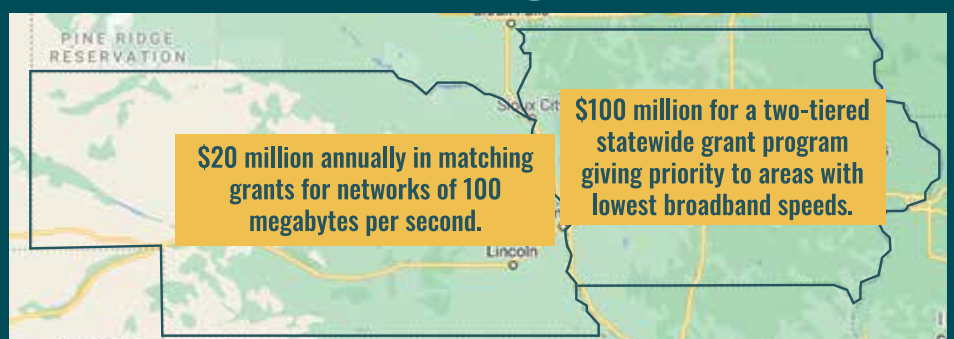 PINE RIDGE
RESERVATION
Sioux City
$20 million annually in matching
grants for networks of 100
megabytes per second.
$100 million for a two-tiered
statewide grant program
giving priority to areas with
lowest broadband speeds.
Lincoln